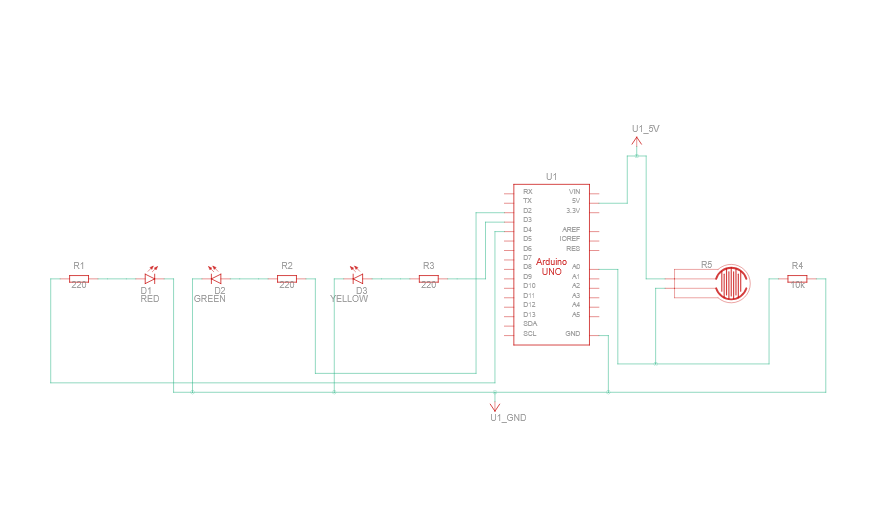 U1_5V
U1
RX
TX
D2
D3
D4
D5
D6
D7
D8
D9
D10
D11
D12
D13
SDA
SCL
VIN
5V
3.3V
AREF
IOREF
RES
A0
A1
A2
A3
A4
A5
GND
Arduino
UNO
R1
220
D1
RED
D2
GREEN
R2
220
D3
YELLOW
R3
220
R5
R4
10k
U1_GND